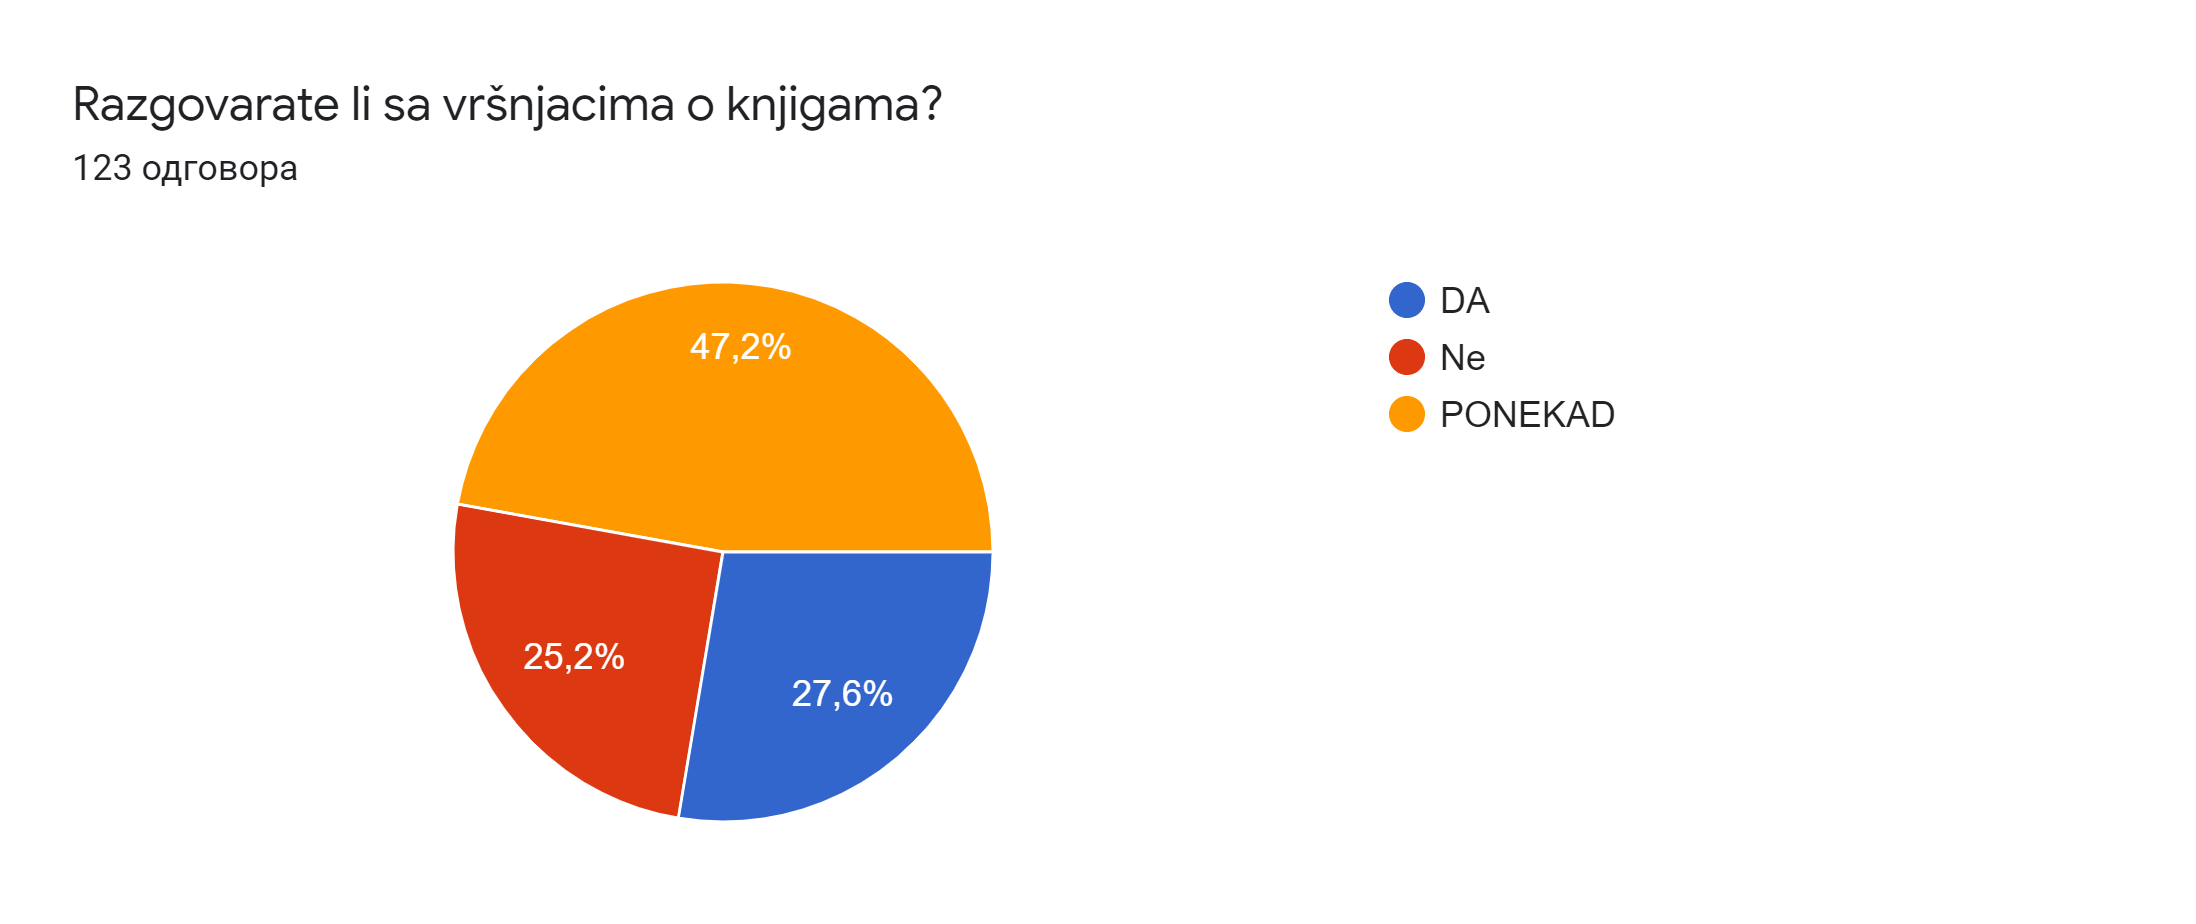 Razgovarate li sa vršnjacima o knjigama?
123 одговора
DA
Ne
PONEKAD
47,2%
25,2%
27,6%